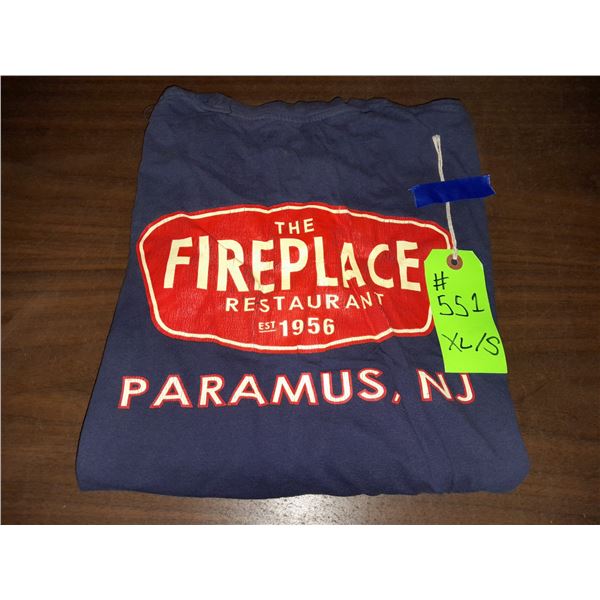 THE
FIREPLACE
RESTAURANT
EST 1956
PARAMUS, NJ
#
551
XL/S